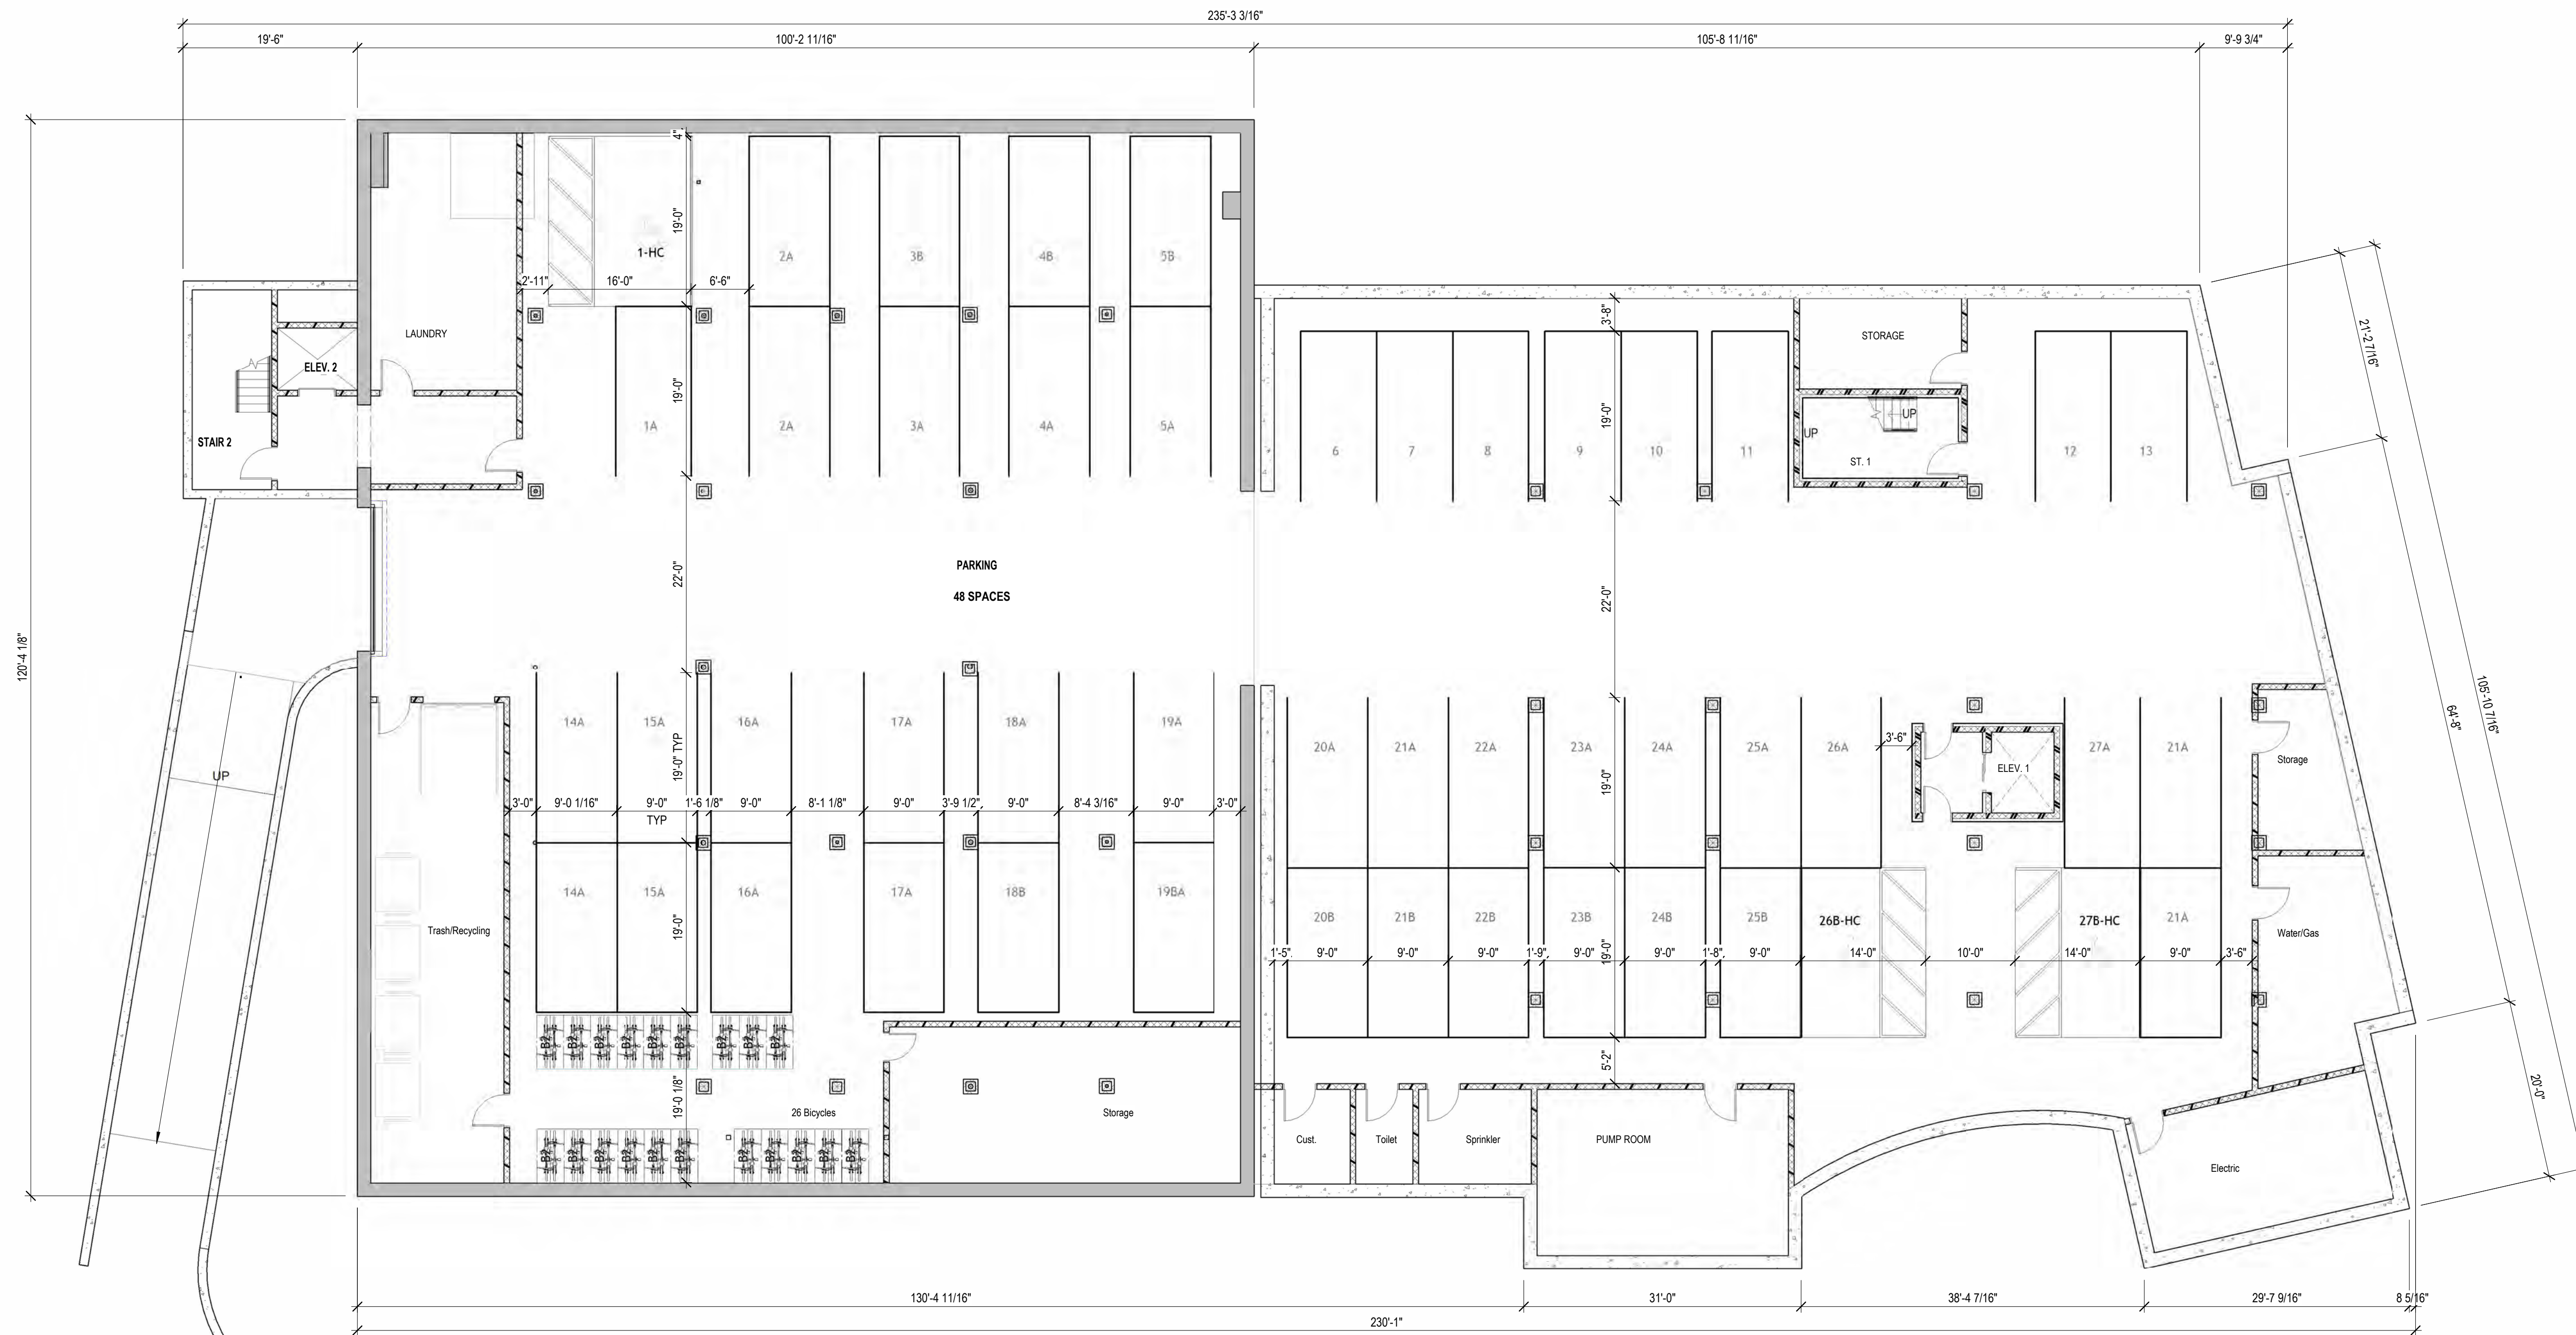 235'-3 3/16"
19'-6"
100'-2 11/16"
105'-8 11/16"
9'-9 3/4"
4"
19'-0"
1-HC
2A
3B
4B
5B
2'-11"
16'-0"
6'-6"
3'-8"
21'-2 7/16"
LAUNDRY
STORAGE
ELEV. 2
19'-0"
19'-0"
UP
STAIR 2
1A
2A
3A
4A
5A
UP
6
7
8
9
10
11
ST. 1
12
13
PARKING
48 SPACES
22'-0"
22'-0"
120'-4 1/8"
105'-10 7/16"
64'-8"
14A
15A
16A
17A
18A
19A
20A
21A
22A
23A
24A
25A
26A
3'-6"
27A
21A
19'-0" TYP
19'-0"
ELEV. 1
Storage
UP
3'-0"
9'-0 1/16"
9'-0"
1'-6 1/8"
9'-0"
8'-1 1/8"
9'-0"
3'-9 1/2"
9'-0"
8'-4 3/16"
9'-0"
3'-0"
TYP
14A
15A
16A
17A
18B
19BA
20B
21B
22B
23B
24B
25B
26B-HC
27B-HC
21A
Trash/Recycling
19'-0"
19'-0"
Water/Gas
1'-5"
9'-0"
9'-0"
9'-0"
1'-9"
9'-0"
9'-0"
1'-8"
9'-0"
14'-0"
10'-0"
14'-0"
9'-0"
3'-6"
5'-2"
20'-0"
19'-0 1/8"
26 Bicycles
Storage
Cust.
Toilet
Sprinkler
PUMP ROOM
Electric
130'-4 11/16"
31'-0"
38'-4 7/16"
29'-7 9/16"
8 5/16"
230'-1"